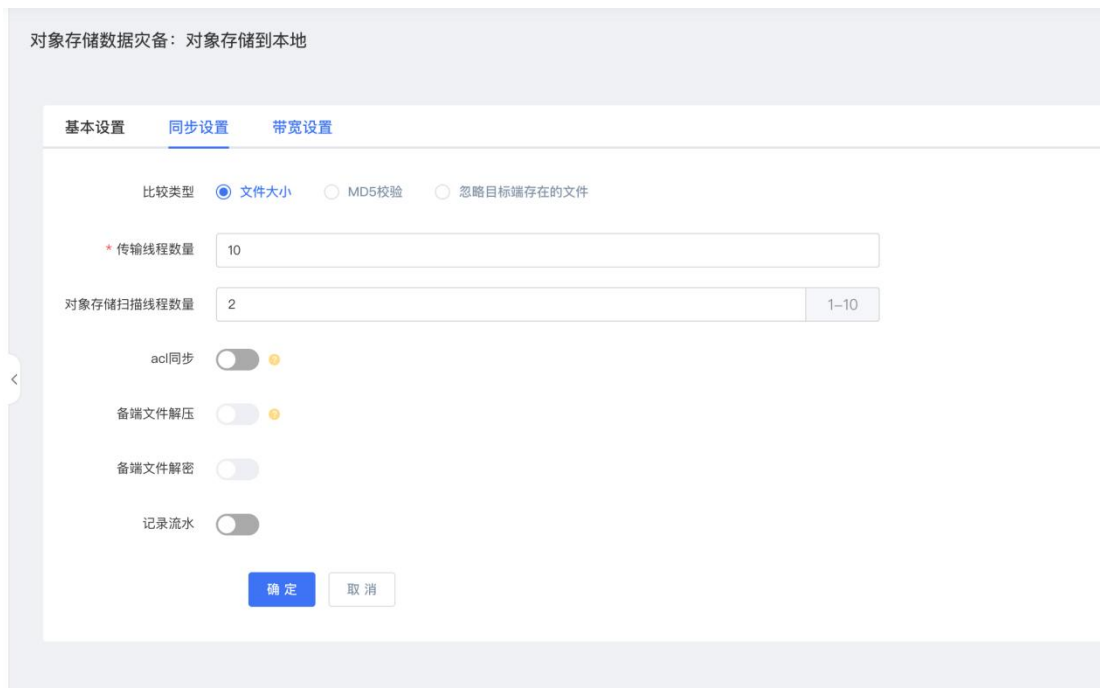 对象存储数据灾备：对象存储到本地
基本设置 同步设置 带宽设置
比较类型 文件大小 MD5校验 忽略目标端存在的文件
* 传输线程数量 10
对象存储扫描线程数量 2 1-10
acl同步 ?
备端文件解压 ?
备端文件解密
记录流水
确定 取消